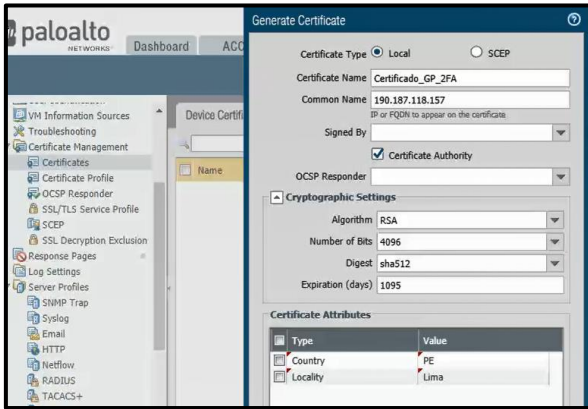 paloalto
NETWORKS
Dashboard
ACC
VM Information Sources
Troubleshooting
Certificate Management
Certificates
Certificate Profile
OCSP Responder
SSL/TLS Service Profile
SCEP
SSL Decryption Exclusion
Response Pages
Log Settings
Server Profiles
SNMP Trap
Syslog
Email
HTTP
Netflow
RADIUS
TACACS+
Device Certifi
Name
Generate Certificate
Certificate Type Local SCEP
Certificate Name Certificado_GP_2FA
Common Name 190.187.118.157
IP or FQDN to appear on the certificate
Signed By
Certificate Authority
OCSP Responder
Cryptographic Settings
Algorithm RSA
Number of Bits 4096
Digest sha512
Expiration (days) 1095
Certificate Attributes
Type Value
Country PE
Locality Lima